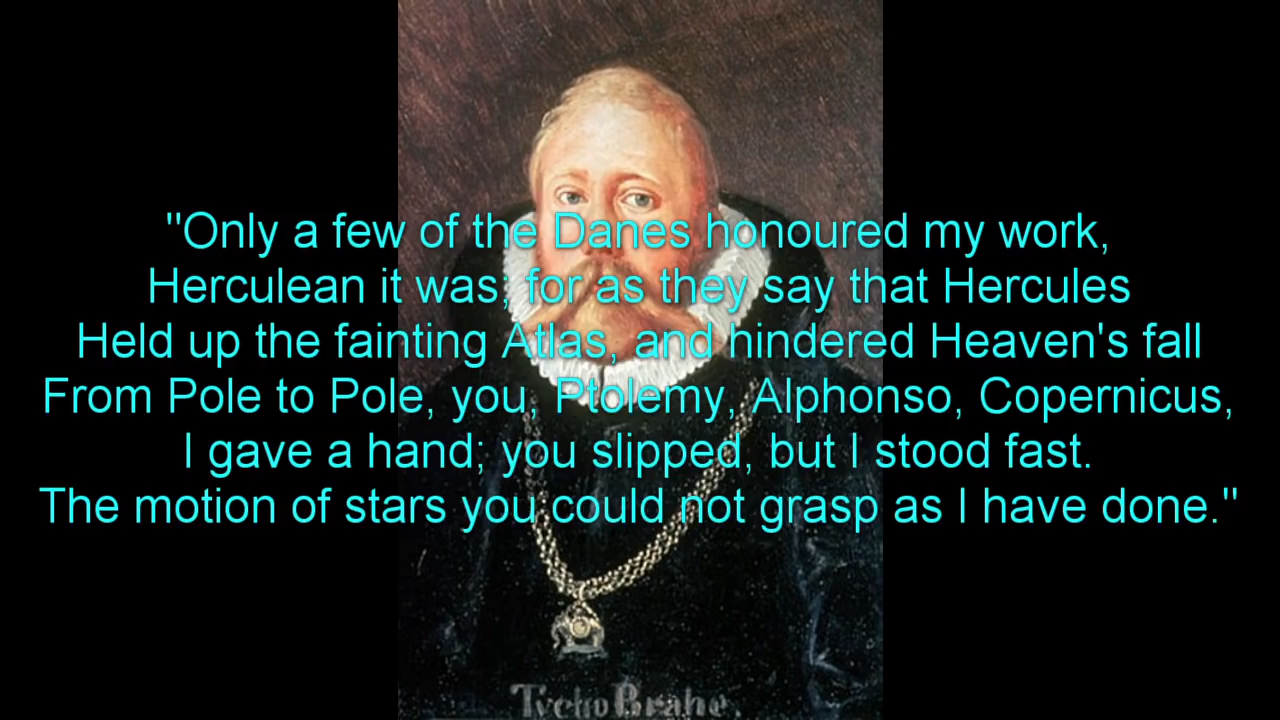 "Only a few of the Danes honoured my work,
Herculean it was; for as they say that Hercules
Held up the fainting Atlas, and hindered Heaven's fall
From Pole to Pole, you, Ptolemy, Alphonso, Copernicus,
I gave a hand; you slipped, but I stood fast.
The motion of stars you could not grasp as I have done."
Tycho Brahe.